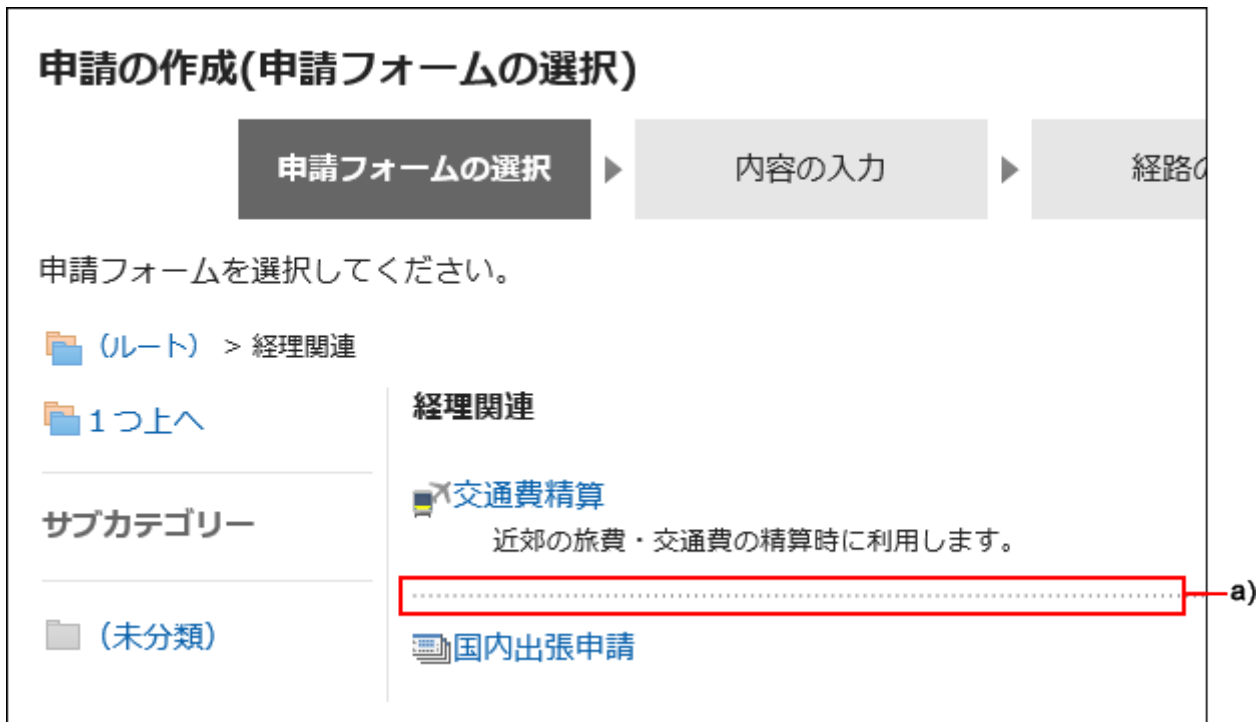 申請の作成(申請フォームの選択)
申請フォームの選択 内容の入力 経路の
申請フォームを選択してください。
(ルート) > 経理関連
1つ上へ
経理関連
交通費精算
サブカテゴリー
近郊の旅費・交通費の精算時に利用します。
a)
(未分類)
国内出張申請